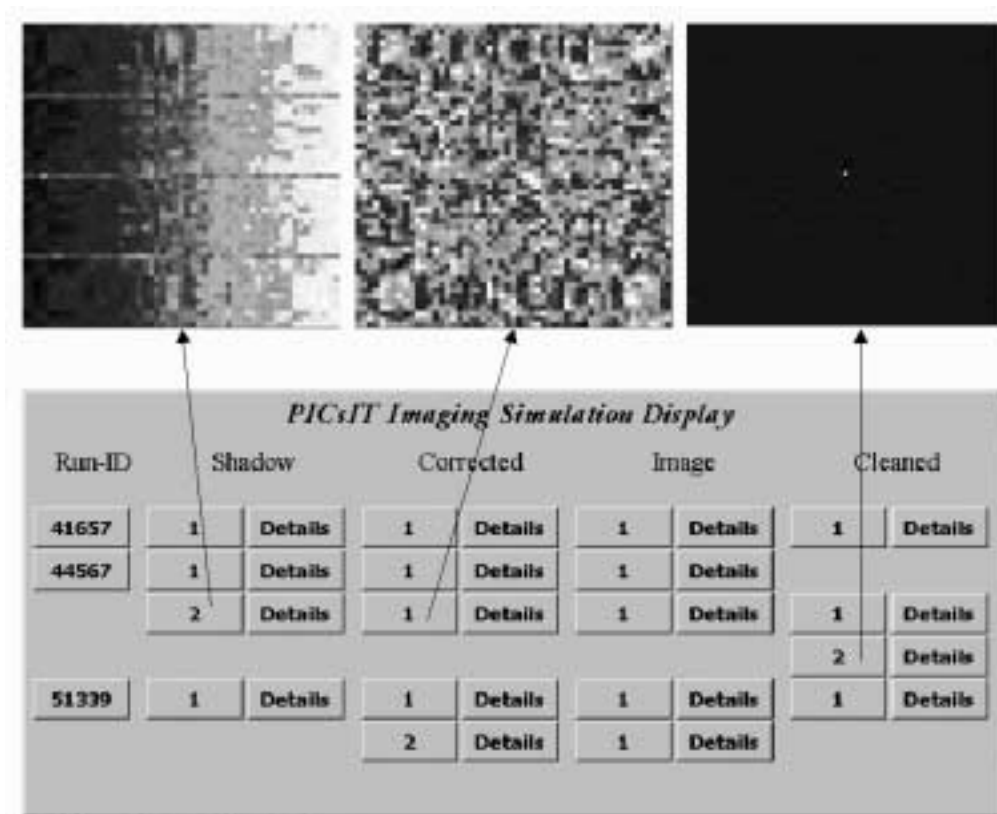 PICsIT Imaging Simulation Display
Run-ID Shadow Corrected Image Cleaned
41657 1 Details 1 Details 1 Details 1 Details
44567 1 Details 1 Details 1 Details
2 Details 1 Details 1 Details 1 Details
2 Details
51339 1 Details 1 Details 1 Details 1 Details
2 Details 1 Details